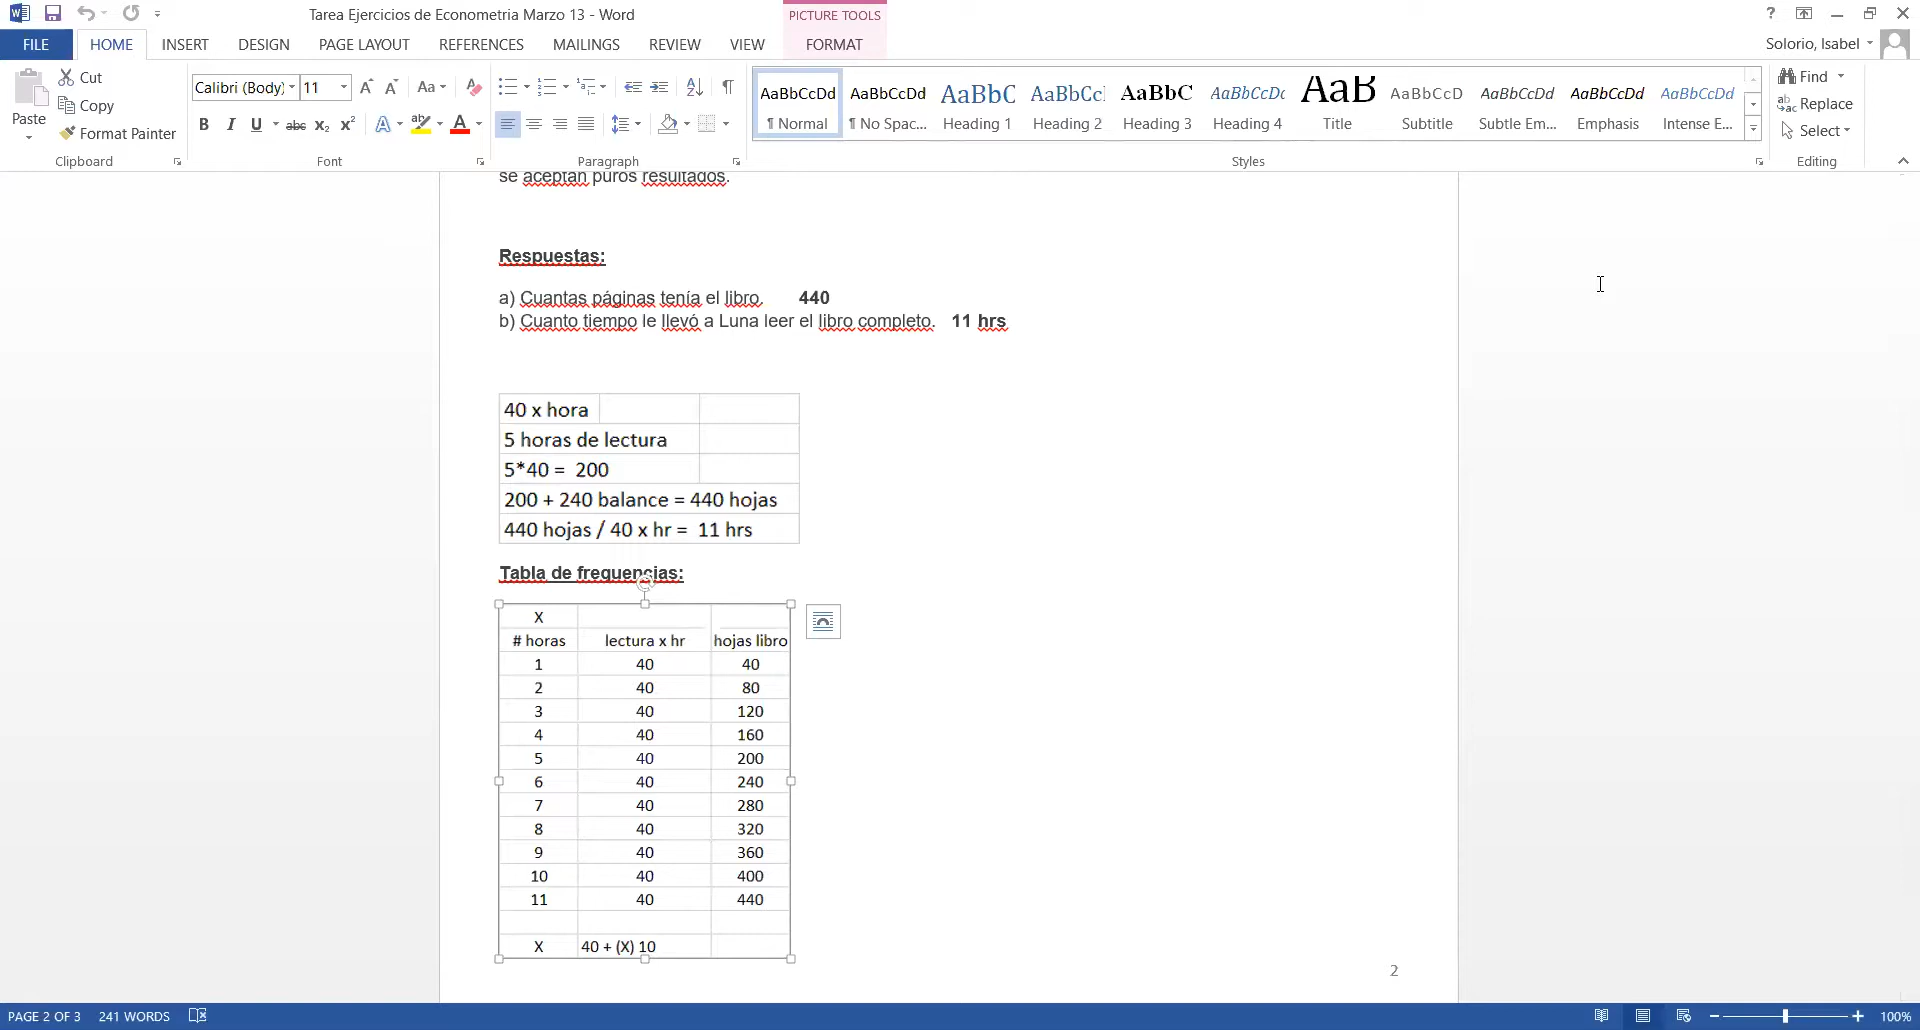 Tarea Ejercicios de Econometria Marzo 13 - Word
PICTURE TOOLS
?
FILE HOME INSERT DESIGN PAGE LAYOUT REFERENCES MAILINGS REVIEW VIEW FORMAT
Solorio, Isabel
Paste
Cut
Copy
Format Painter
Clipboard
Calibri (Body) 11
Aa
B I U abc X₂ X²
A A
Font
Paragraph
AaBbCcDd AaBbCcDd AaBbC AaBbCc AaBbC AaBbCcDc AaB AaBbCcD AaBbCcDd AaBbCcDd AaBbCcDd
¶ Normal ¶ No Spac... Heading 1 Heading 2 Heading 3 Heading 4 Title Subtitle Subtle Em... Emphasis Intense E...
Styles
Find
Replace
Select
Editing
se aceptan puros resultados.
Respuestas:
a) Cuantas páginas tenía el libro. 440
b) Cuanto tiempo le llevó a Luna leer el libro completo. 11 hrs
40 x hora
5 horas de lectura
5*40 = 200
200 + 240 balance = 440 hojas
440 hojas / 40 x hr = 11 hrs
Tabla de frequencias:
X
# horas lectura x hr hojas libro
1 40 40
2 40 80
3 40 120
4 40 160
5 40 200
6 40 240
7 40 280
8 40 320
9 40 360
10 40 400
11 40 440
X 40 + (X) 10
2
PAGE 2 OF 3 241 WORDS
100%